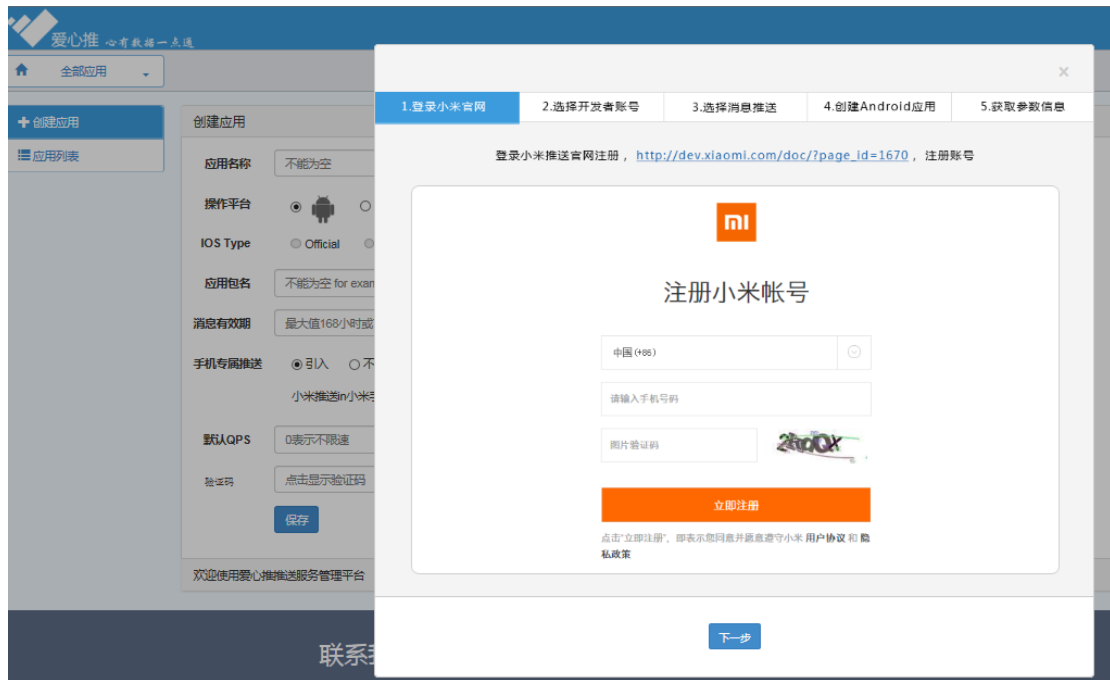 爱心推 心有数据一点通
全部应用
创建应用
应用列表
创建应用
应用名称 不能为空
操作平台
IOS Type Official
应用包名 不能为空 for exam
消息有效期 最大值168小时或
手机专属推送 引入 不
小米推送in小米手
默认QPS 0表示不限速
验证码 点击显示验证码
保存
欢迎使用爱心推推送服务管理平台
联系我
×
1.登录小米官网 2.选择开发者账号 3.选择消息推送 4.创建Android应用 5.获取参数信息
登录小米推送官网注册，http://dev.xiaomi.com/doc/?page_id=1670，注册账号
注册小米帐号
中国(+86)
请输入手机号码
图片验证码
立即注册
点击“立即注册”，即表示您同意并愿意遵守小米 用户协议 和 隐
私政策
下一步